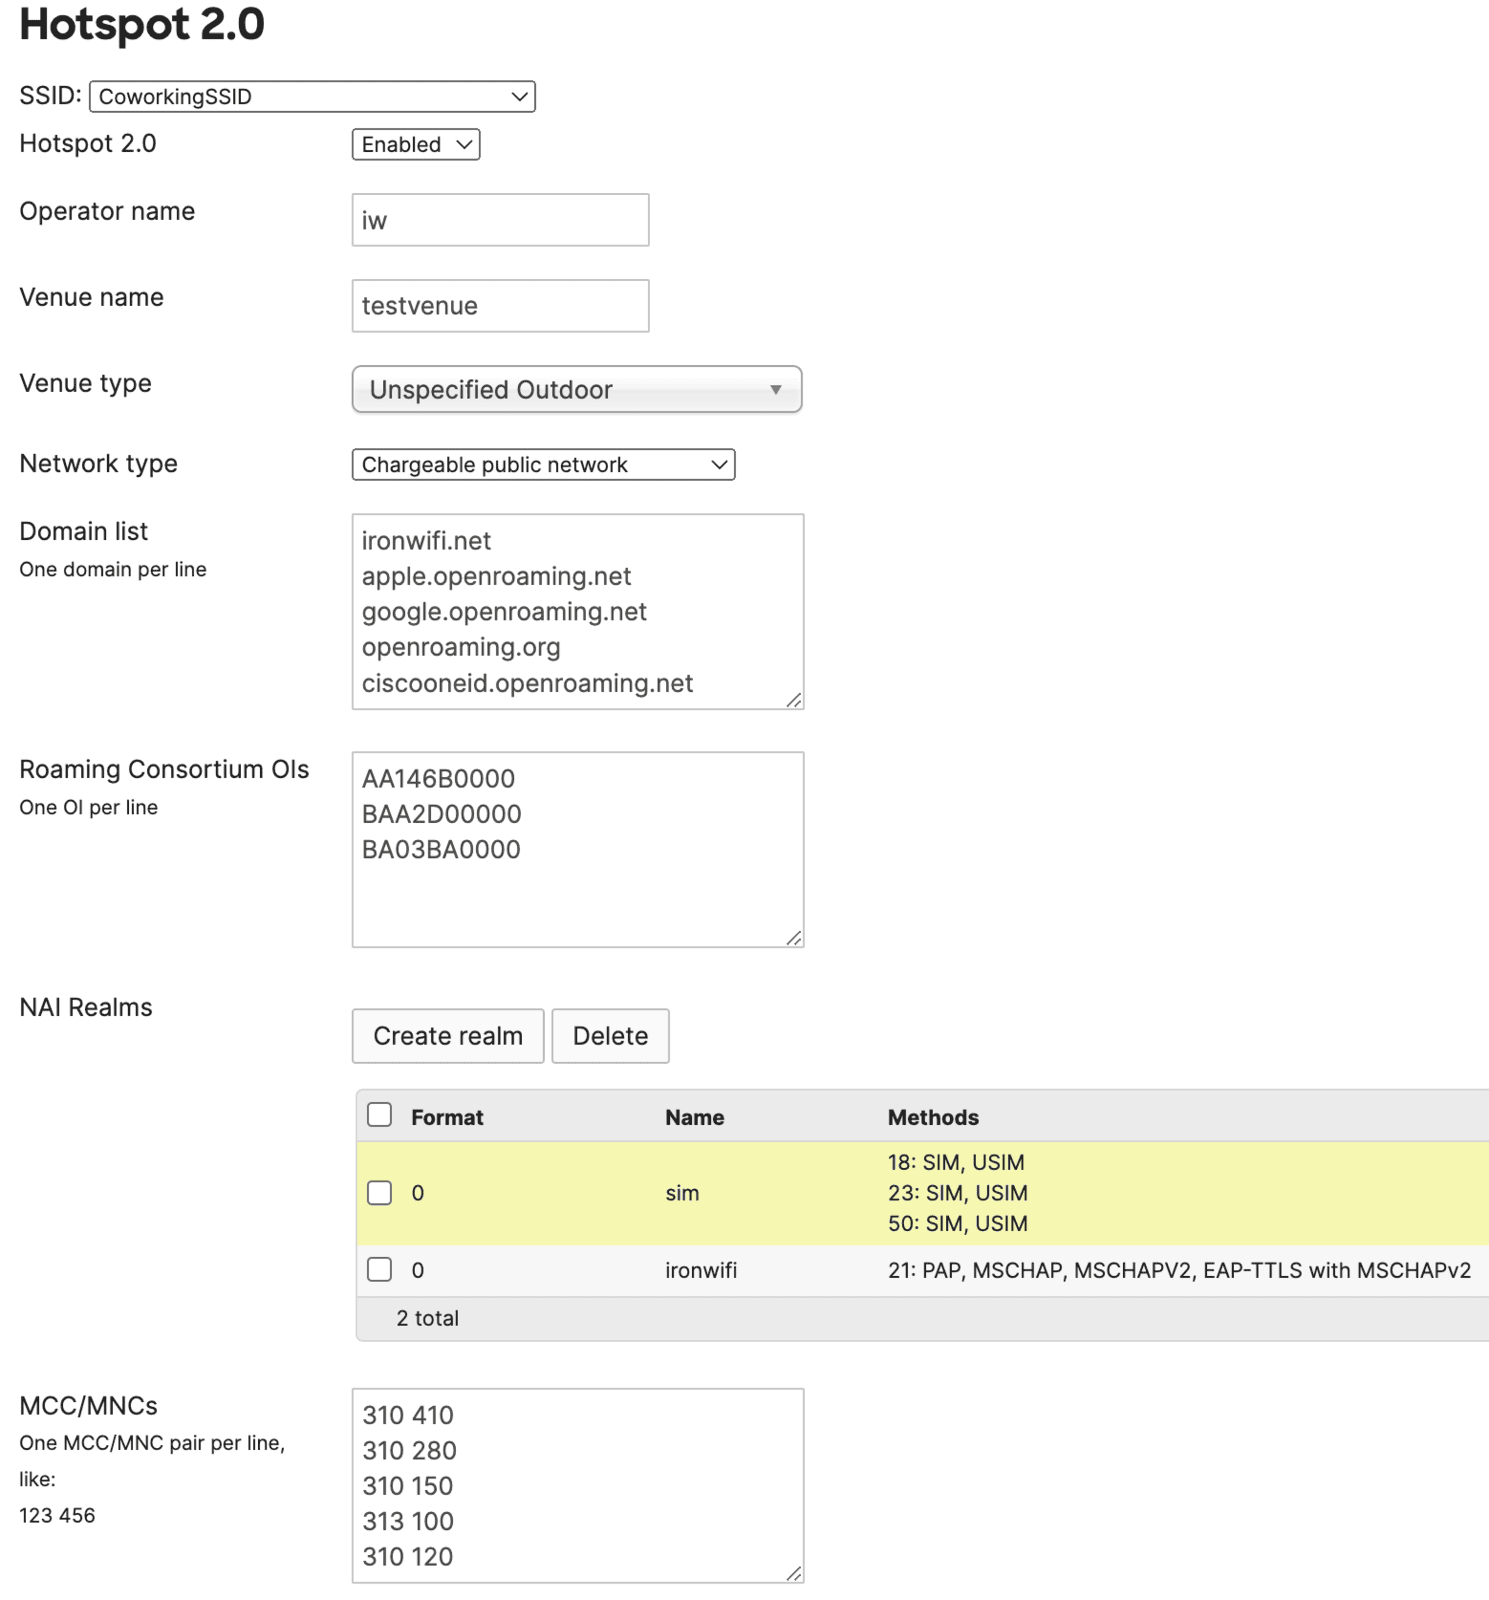 Hotspot 2.0
SSID: CoworkingSSID
Hotspot 2.0 Enabled
Operator name iw
Venue name testvenue
Venue type Unspecified Outdoor
Network type Chargeable public network
Domain list
One domain per line
ironwifi.net
apple.openroaming.net
google.openroaming.net
openroaming.org
ciscooneid.openroaming.net
Roaming Consortium OIs
One OI per line
AA146B0000
BAA2D00000
BA03BA0000
NAI Realms
Create realm Delete
Format Name Methods
0 sim 18: SIM, USIM
23: SIM, USIM
50: SIM, USIM
0 ironwifi 21: PAP, MSCHAP, MSCHAPV2, EAP-TTLS with MSCHAPv2
2 total
MCC/MNCs
One MCC/MNC pair per line,
like:
123 456
310 410
310 280
310 150
313 100
310 120